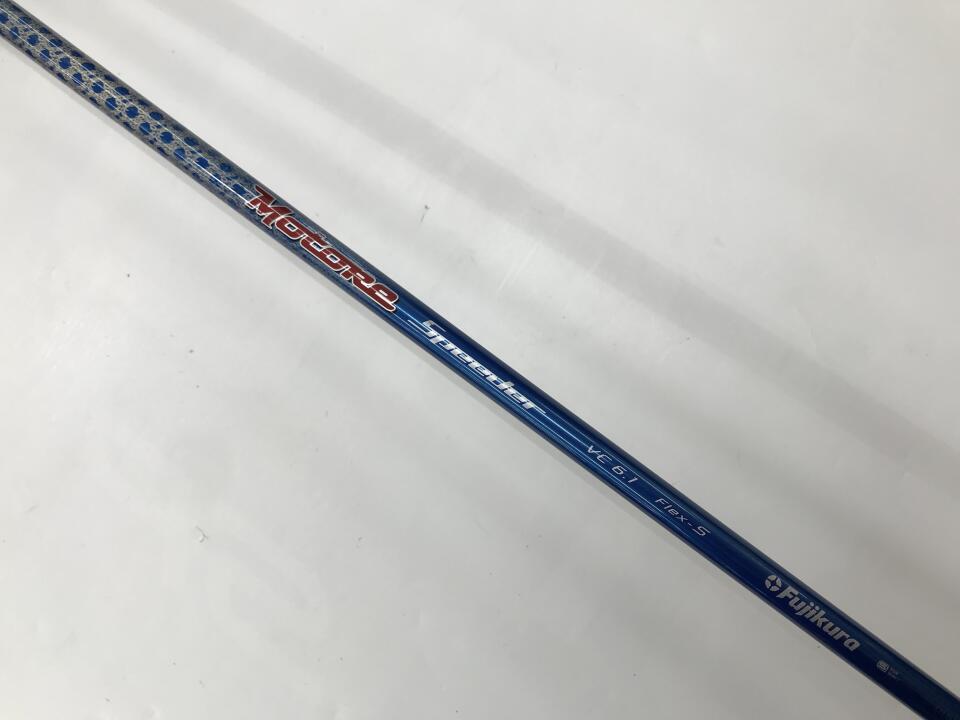 Motore
Speeder
VC 6.1 Flex-S
Fujikura